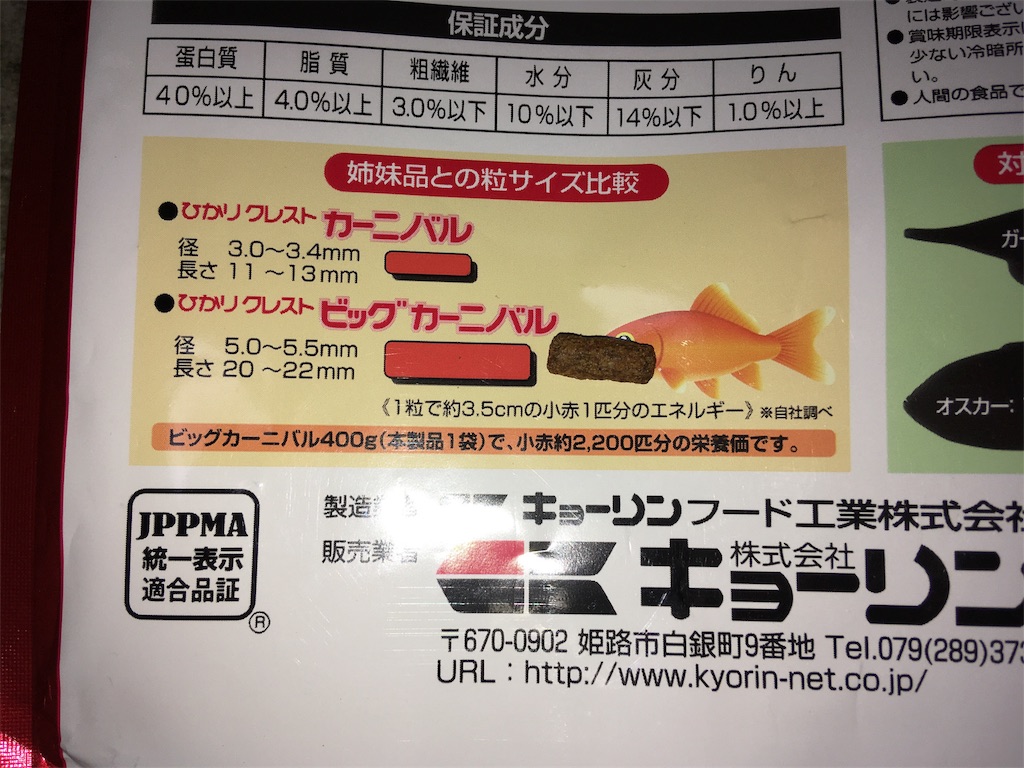 保証成分
蛋白質 脂質 粗繊維 水分 灰分 りん
40%以上 4.0%以上 3.0%以下 10%以下 14%以下 1.0%以上
には影響ござい
●賞味期限表示
少ない冷暗所
い。
●人間の食品で
姉妹品との粒サイズ比較
●ひかりクレスト カーニバル
径 3.0～3.4mm
長さ 11～13mm
●ひかりクレスト ビッグカーニバル
径 5.0～5.5mm
長さ 20～22mm
《1粒で約3.5cmの小赤1匹分のエネルギー》※自社調べ
ビッグカーニバル400g(本製品1袋)で、小赤約2,200匹分の栄養価です。
対
ガー
オスカー:
JPPMA
統一表示
適合品証
®
製造業 キョーリンフード工業株式会社
販売業者 株式会社 キョーリン
〒670-0902 姫路市白銀町9番地 Tel.079(289)37
URL：http://www.kyorin-net.co.jp/